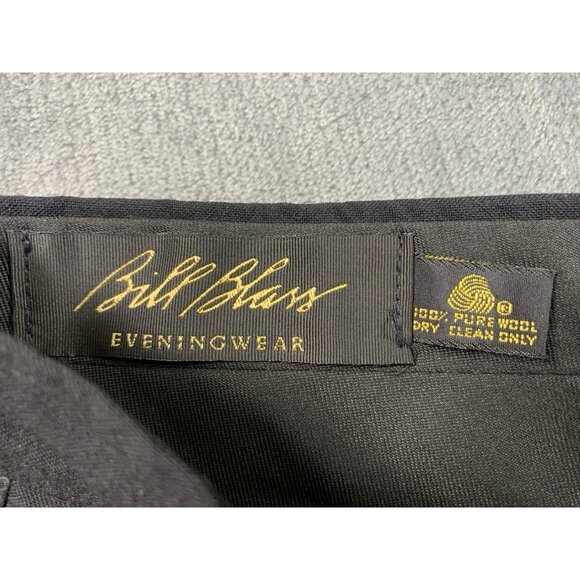 Bill Blass
EVENINGWEAR
®
100% PURE WOOL
DRY CLEAN ONLY